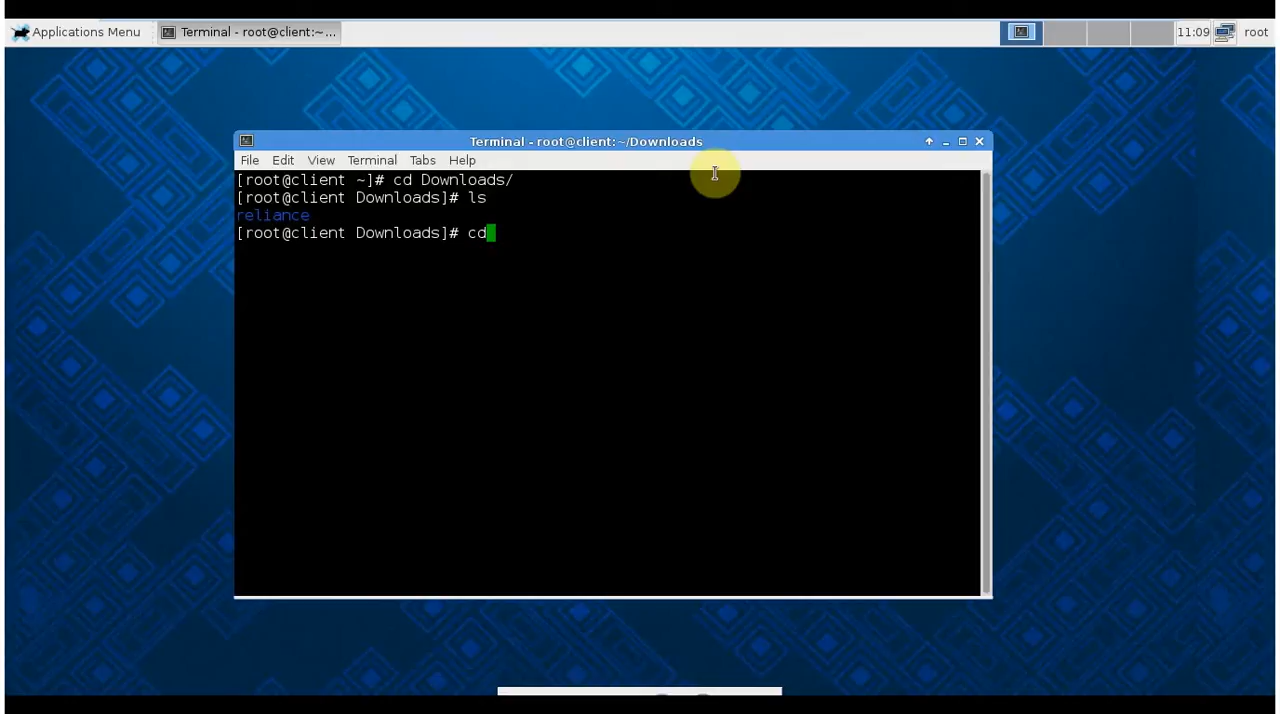 Applications Menu
Terminal - root@client:~...
11:09
root
Terminal - root@client:~/Downloads
File Edit View Terminal Tabs Help
[root@client ~]# cd Downloads/
[root@client Downloads]# ls
reliance
[root@client Downloads]# cd